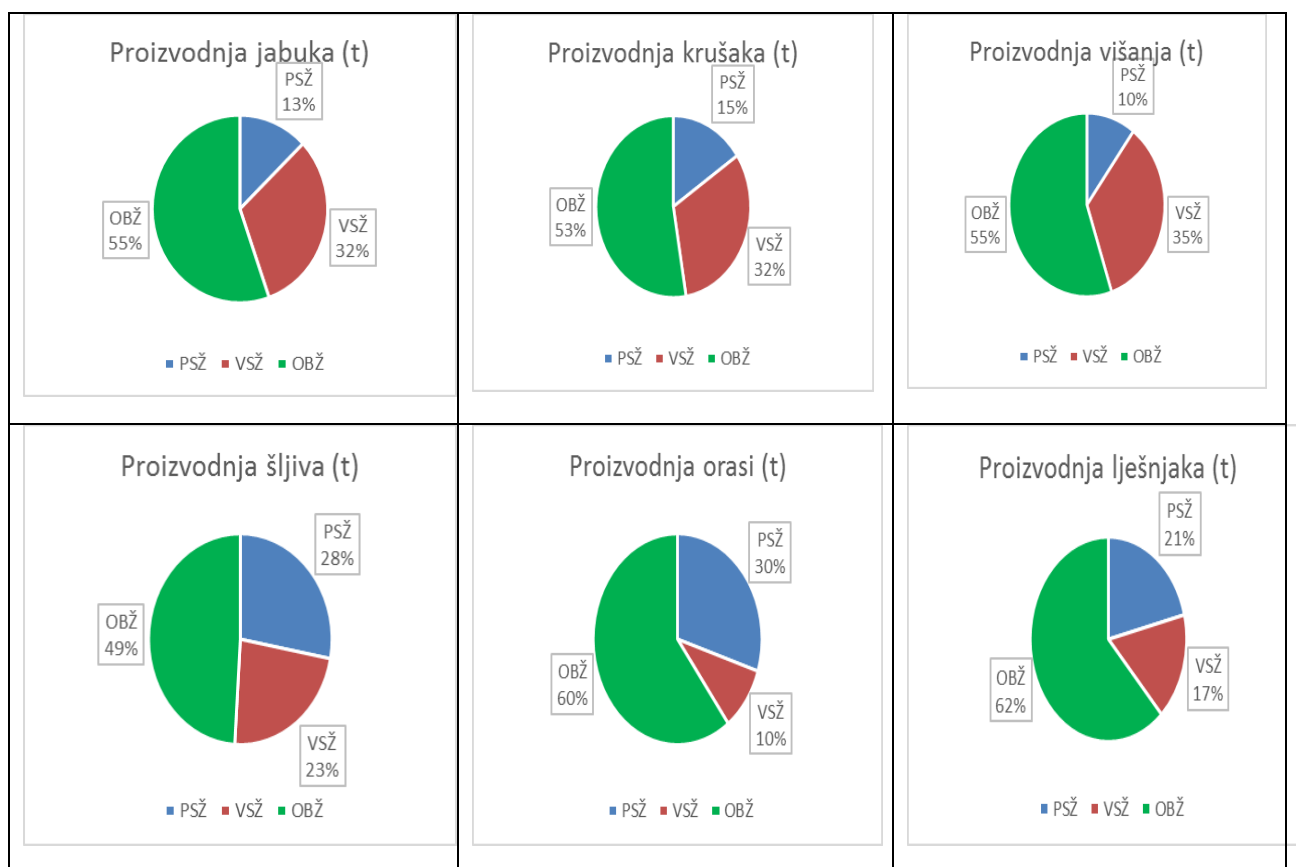 Proizvodnja jabuka (t)
PSŽ
13%
VSŽ
32%
OBŽ
55%
PSŽ VSŽ OBŽ
Proizvodnja krušaka (t)
PSŽ
15%
VSŽ
32%
OBŽ
53%
PSŽ VSŽ OBŽ
Proizvodnja višanja (t)
PSŽ
10%
VSŽ
35%
OBŽ
55%
PSŽ VSŽ OBŽ
Proizvodnja šljiva (t)
PSŽ
28%
VSŽ
23%
OBŽ
49%
PSŽ VSŽ OBŽ
Proizvodnja orasi (t)
PSŽ
30%
VSŽ
10%
OBŽ
60%
PSŽ VSŽ OBŽ
Proizvodnja lješnjaka (t)
PSŽ
21%
VSŽ
17%
OBŽ
62%
PSŽ VSŽ OBŽ